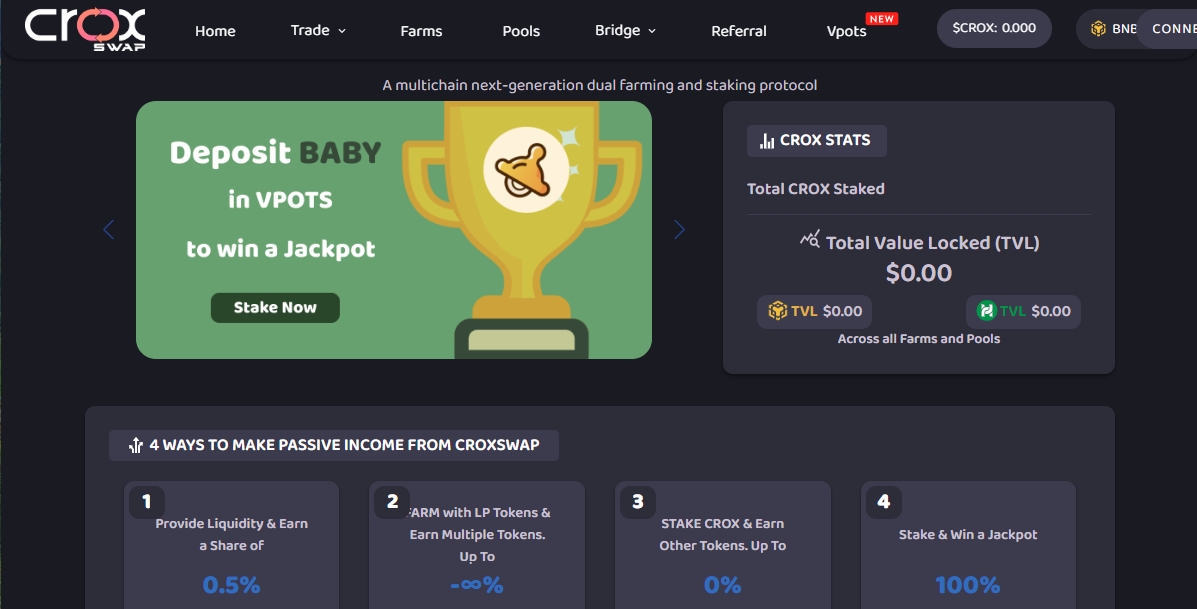 crox
SWAP
Home
Trade
Farms
Pools
Bridge
Referral
Vpots
NEW
$CROX: 0.000
BNB
CONNE
A multichain next-generation dual farming and staking protocol
Deposit BABY
in VPOTS
to win a Jackpot
Stake Now
CROX STATS
Total CROX Staked
Total Value Locked (TVL)
$0.00
TVL $0.00
TVL $0.00
Across all Farms and Pools
4 WAYS TO MAKE PASSIVE INCOME FROM CROXSWAP
1
Provide Liquidity & Earn
a Share of
0.5%
2
FARM with LP Tokens &
Earn Multiple Tokens.
Up To
-∞%
3
STAKE CROX & Earn
Other Tokens. Up To
0%
4
Stake & Win a Jackpot
100%